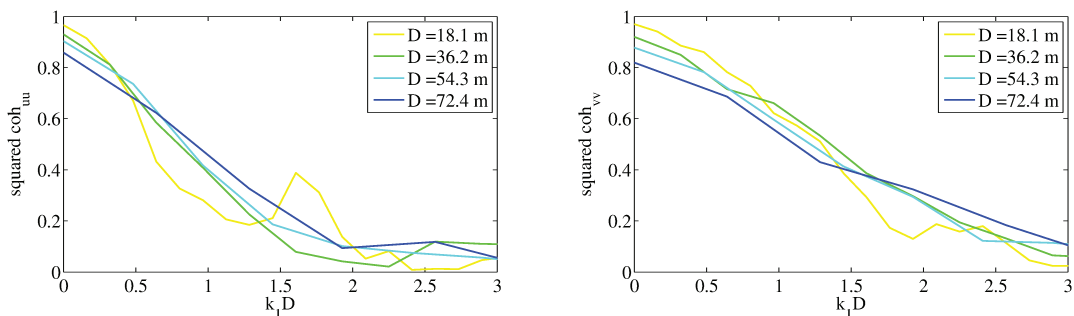 1
0.8
0.6
0.4
0.2
0
squared coh_uu
0 0.5 1 1.5 2 2.5 3
k_1D
D =18.1 m
D =36.2 m
D =54.3 m
D =72.4 m
1
0.8
0.6
0.4
0.2
0
squared coh_vv
0 0.5 1 1.5 2 2.5 3
k_1D
D =18.1 m
D =36.2 m
D =54.3 m
D =72.4 m